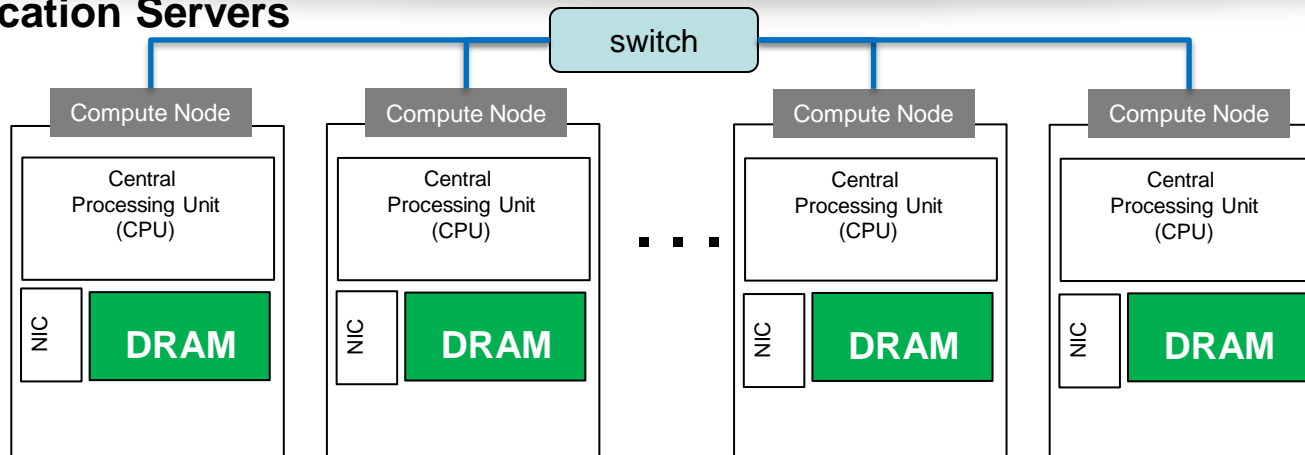 cation Servers
switch
Compute Node
Compute Node
Compute Node
Compute Node
Central
Processing Unit
(CPU)
Central
Processing Unit
(CPU)
Central
Processing Unit
(CPU)
Central
Processing Unit
(CPU)
. . .
NIC
DRAM
NIC
DRAM
NIC
DRAM
NIC
DRAM